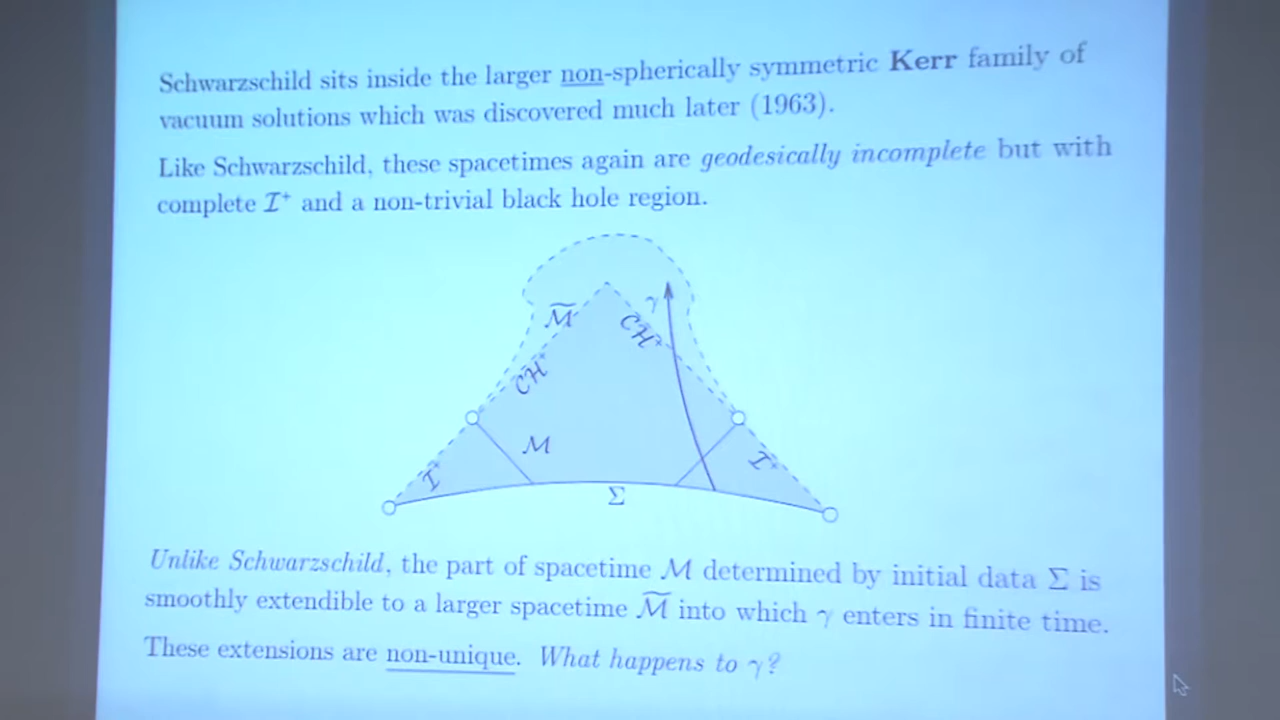 Schwarzschild sits inside the larger non-spherically symmetric Kerr family of
vacuum solutions which was discovered much later (1963).
Like Schwarzschild, these spacetimes again are geodesically incomplete but with
complete ℐ⁺ and a non-trivial black hole region.
γ
ℳ̃
𝒞ℋ⁺
𝒞ℋ⁺
ℳ
ℐ⁺
ℐ⁺
Σ
Unlike Schwarzschild, the part of spacetime ℳ determined by initial data Σ is
smoothly extendible to a larger spacetime ℳ̃ into which γ enters in finite time.
These extensions are non-unique. What happens to γ?